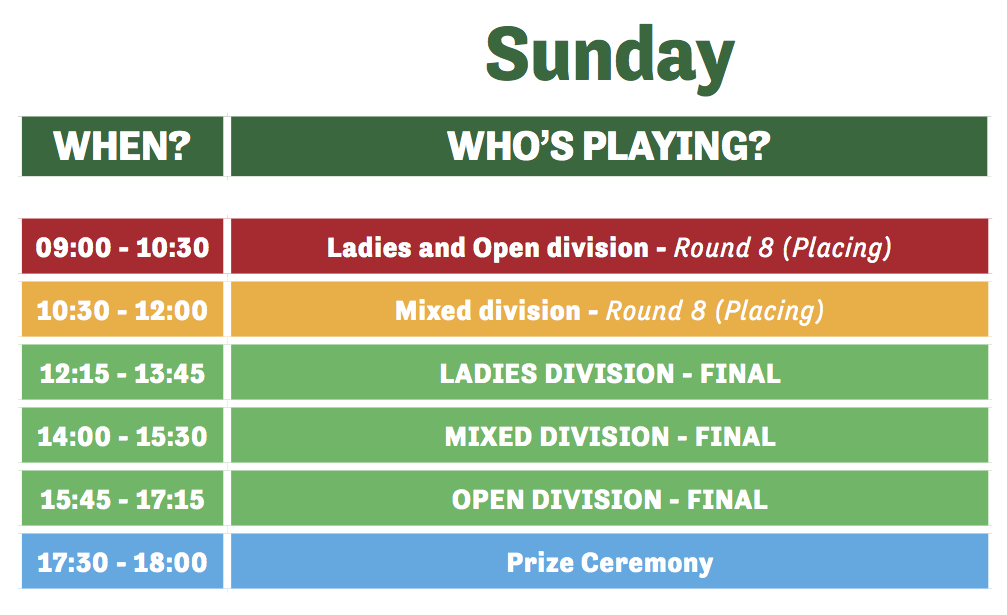 Sunday
WHEN? WHO’S PLAYING?
09:00 - 10:30 Ladies and Open division - Round 8 (Placing)
10:30 - 12:00 Mixed division - Round 8 (Placing)
12:15 - 13:45 LADIES DIVISION - FINAL
14:00 - 15:30 MIXED DIVISION - FINAL
15:45 - 17:15 OPEN DIVISION - FINAL
17:30 - 18:00 Prize Ceremony